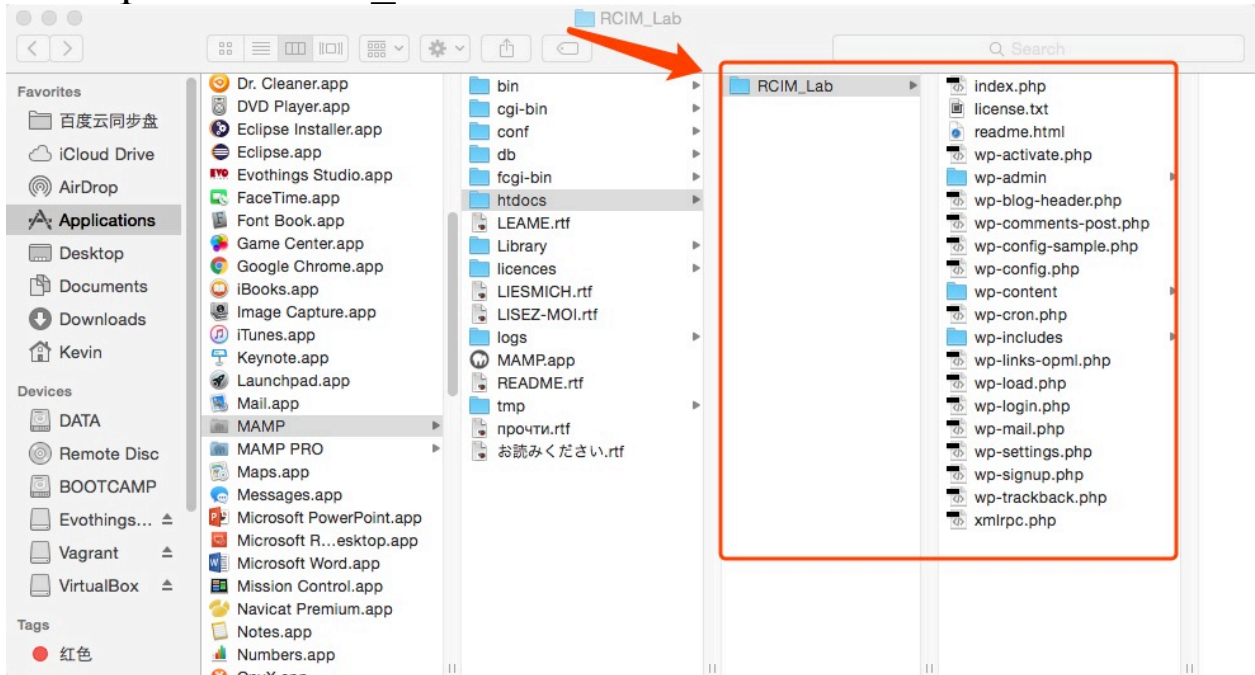 RCIM_Lab
Search
Favorites
百度云同步盘
iCloud Drive
AirDrop
Applications
Desktop
Documents
Downloads
Kevin
Devices
DATA
Remote Disc
BOOTCAMP
Evothings...
Vagrant
VirtualBox
Tags
红色
Dr. Cleaner.app
DVD Player.app
Eclipse Installer.app
Eclipse.app
Evothings Studio.app
FaceTime.app
Font Book.app
Game Center.app
Google Chrome.app
iBooks.app
Image Capture.app
iTunes.app
Keynote.app
Launchpad.app
Mail.app
MAMP
MAMP PRO
Maps.app
Messages.app
Microsoft PowerPoint.app
Microsoft R...esktop.app
Microsoft Word.app
Mission Control.app
Navicat Premium.app
Notes.app
Numbers.app
bin
cgi-bin
conf
db
fcgi-bin
htdocs
LEAME.rtf
Library
licences
LIESMICH.rtf
LISEZ-MOI.rtf
logs
MAMP.app
README.rtf
tmp
прочти.rtf
お読みください.rtf
RCIM_Lab
index.php
license.txt
readme.html
wp-activate.php
wp-admin
wp-blog-header.php
wp-comments-post.php
wp-config-sample.php
wp-config.php
wp-content
wp-cron.php
wp-includes
wp-links-opml.php
wp-load.php
wp-login.php
wp-mail.php
wp-settings.php
wp-signup.php
wp-trackback.php
xmlrpc.php